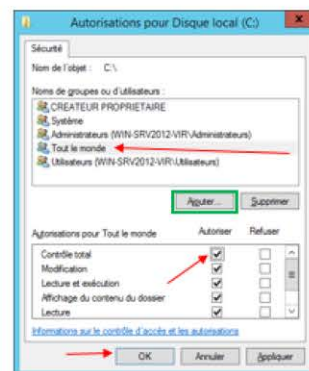 Autorisations pour Disque local (C:)
x
Sécurité
Nom de l'objet : C:\
Noms de groupes ou d'utilisateurs :
CREATEUR PROPRIETAIRE
Système
Administrateurs (WIN-SRV2012-VIR\Administrateurs)
Tout le monde
Utilisateurs (WIN-SRV2012-VIR\Utilisateurs)
Ajouter... Supprimer
Autorisations pour Tout le monde Autoriser Refuser
Contrôle total
Modification
Lecture et exécution
Affichage du contenu du dossier
Lecture
Informations sur le contrôle d'accès et les autorisations
OK Annuler Appliquer